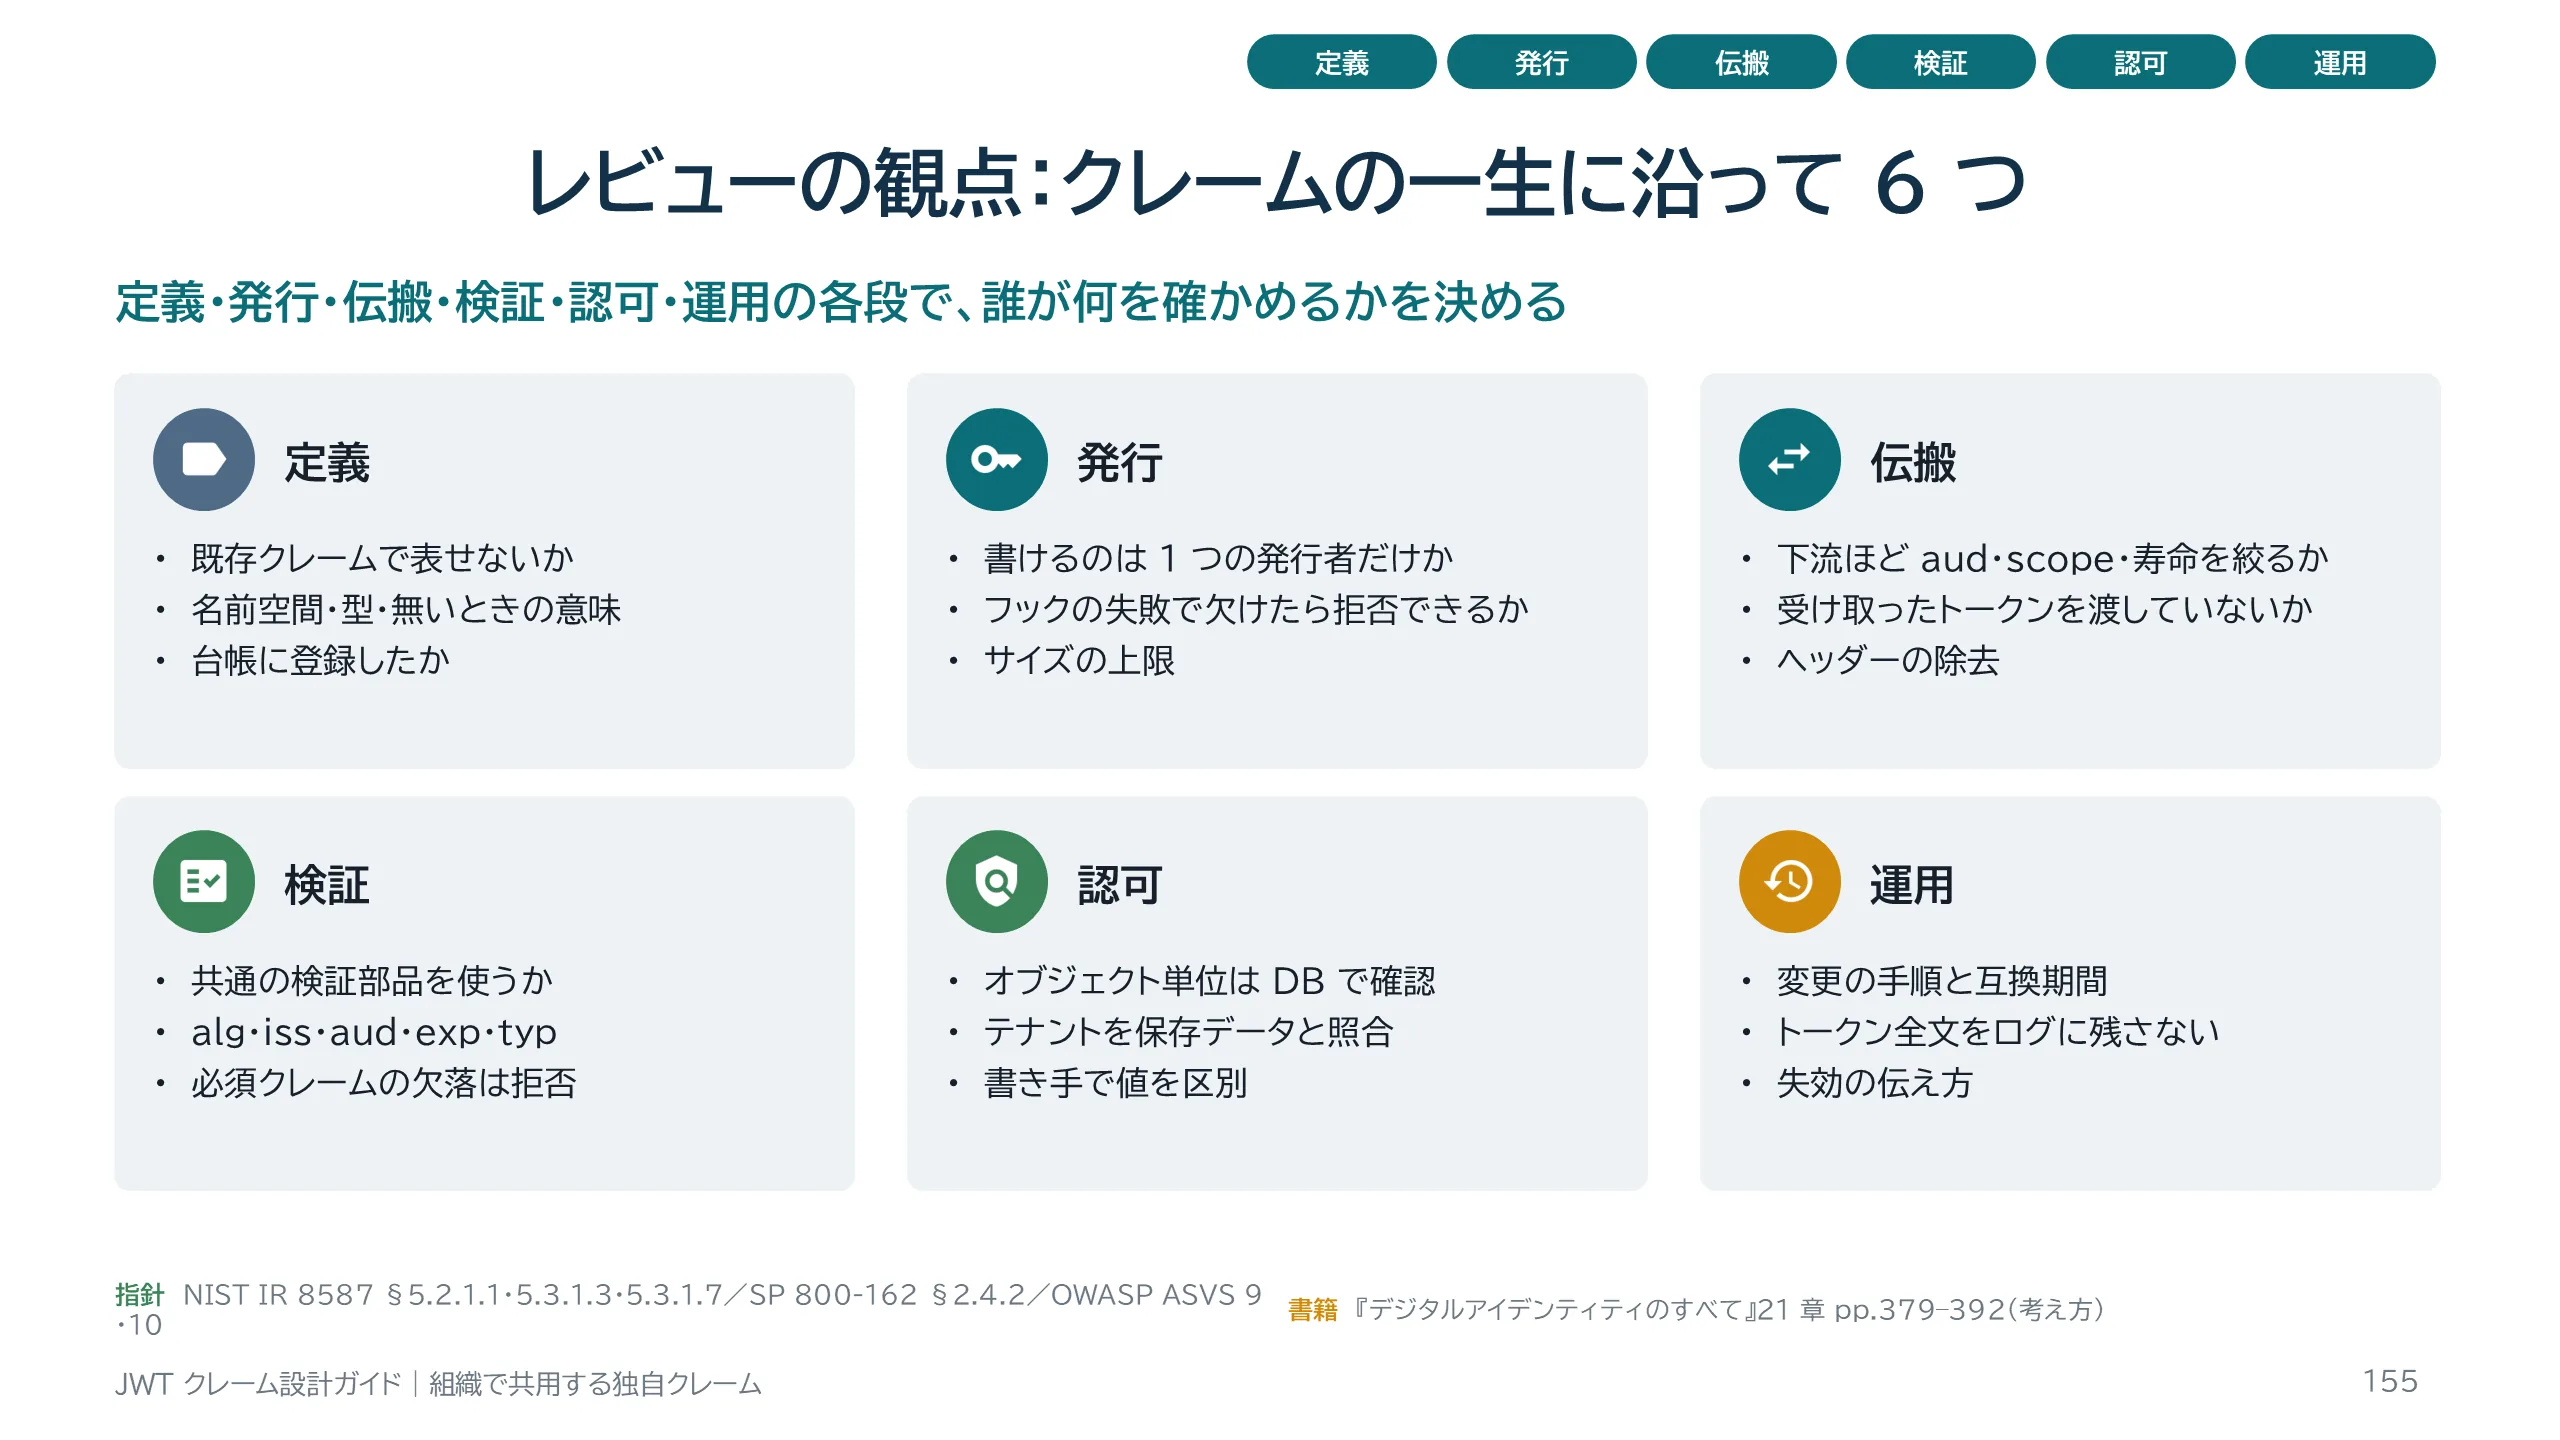 定義
発行
伝搬
検証
認可
運用
レビューの観点：クレームの一生に沿って 6 つ
定義・発行・伝搬・検証・認可・運用の各段で、誰が何を確かめるかを決める
定義
• 既存クレームで表せないか
• 名前空間・型・無いときの意味
• 台帳に登録したか
発行
• 書けるのは 1 つの発行者だけか
• フックの失敗で欠けたら拒否できるか
• サイズの上限
伝搬
• 下流ほど aud・scope・寿命を絞るか
• 受け取ったトークンを渡していないか
• ヘッダーの除去
検証
• 共通の検証部品を使うか
• alg・iss・aud・exp・typ
• 必須クレームの欠落は拒否
認可
• オブジェクト単位は DB で確認
• テナントを保存データと照合
• 書き手で値を区別
運用
• 変更の手順と互換期間
• トークン全文をログに残さない
• 失効の伝え方
指針 NIST IR 8587 §5.2.1.1・5.3.1.3・5.3.1.7／SP 800-162 §2.4.2／OWASP ASVS 9
・10
書籍 『デジタルアイデンティティのすべて』21 章 pp.379–392（考え方）
JWT クレーム設計ガイド｜組織で共用する独自クレーム
155